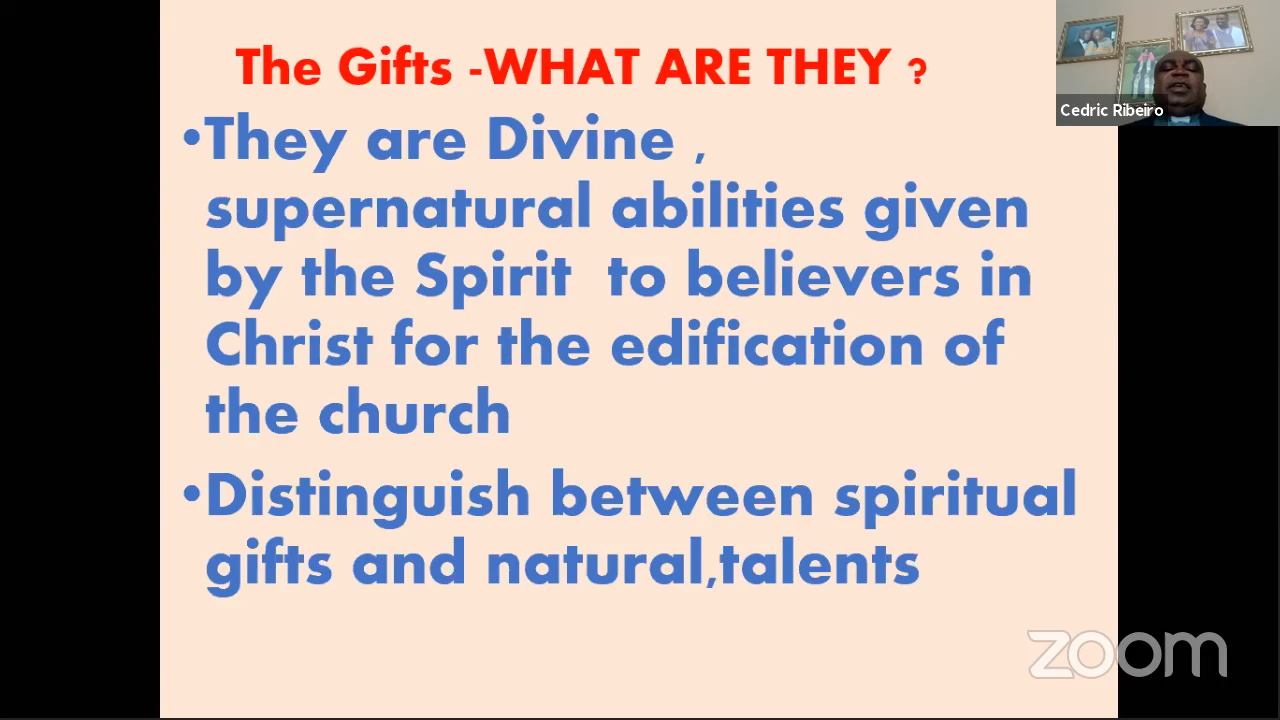 The Gifts -WHAT ARE THEY ?
•They are Divine ,
supernatural abilities given
by the Spirit  to believers in
Christ for the edification of
the church
•Distinguish between spiritual
gifts and natural,talents
Cedric Ribeiro
zoom